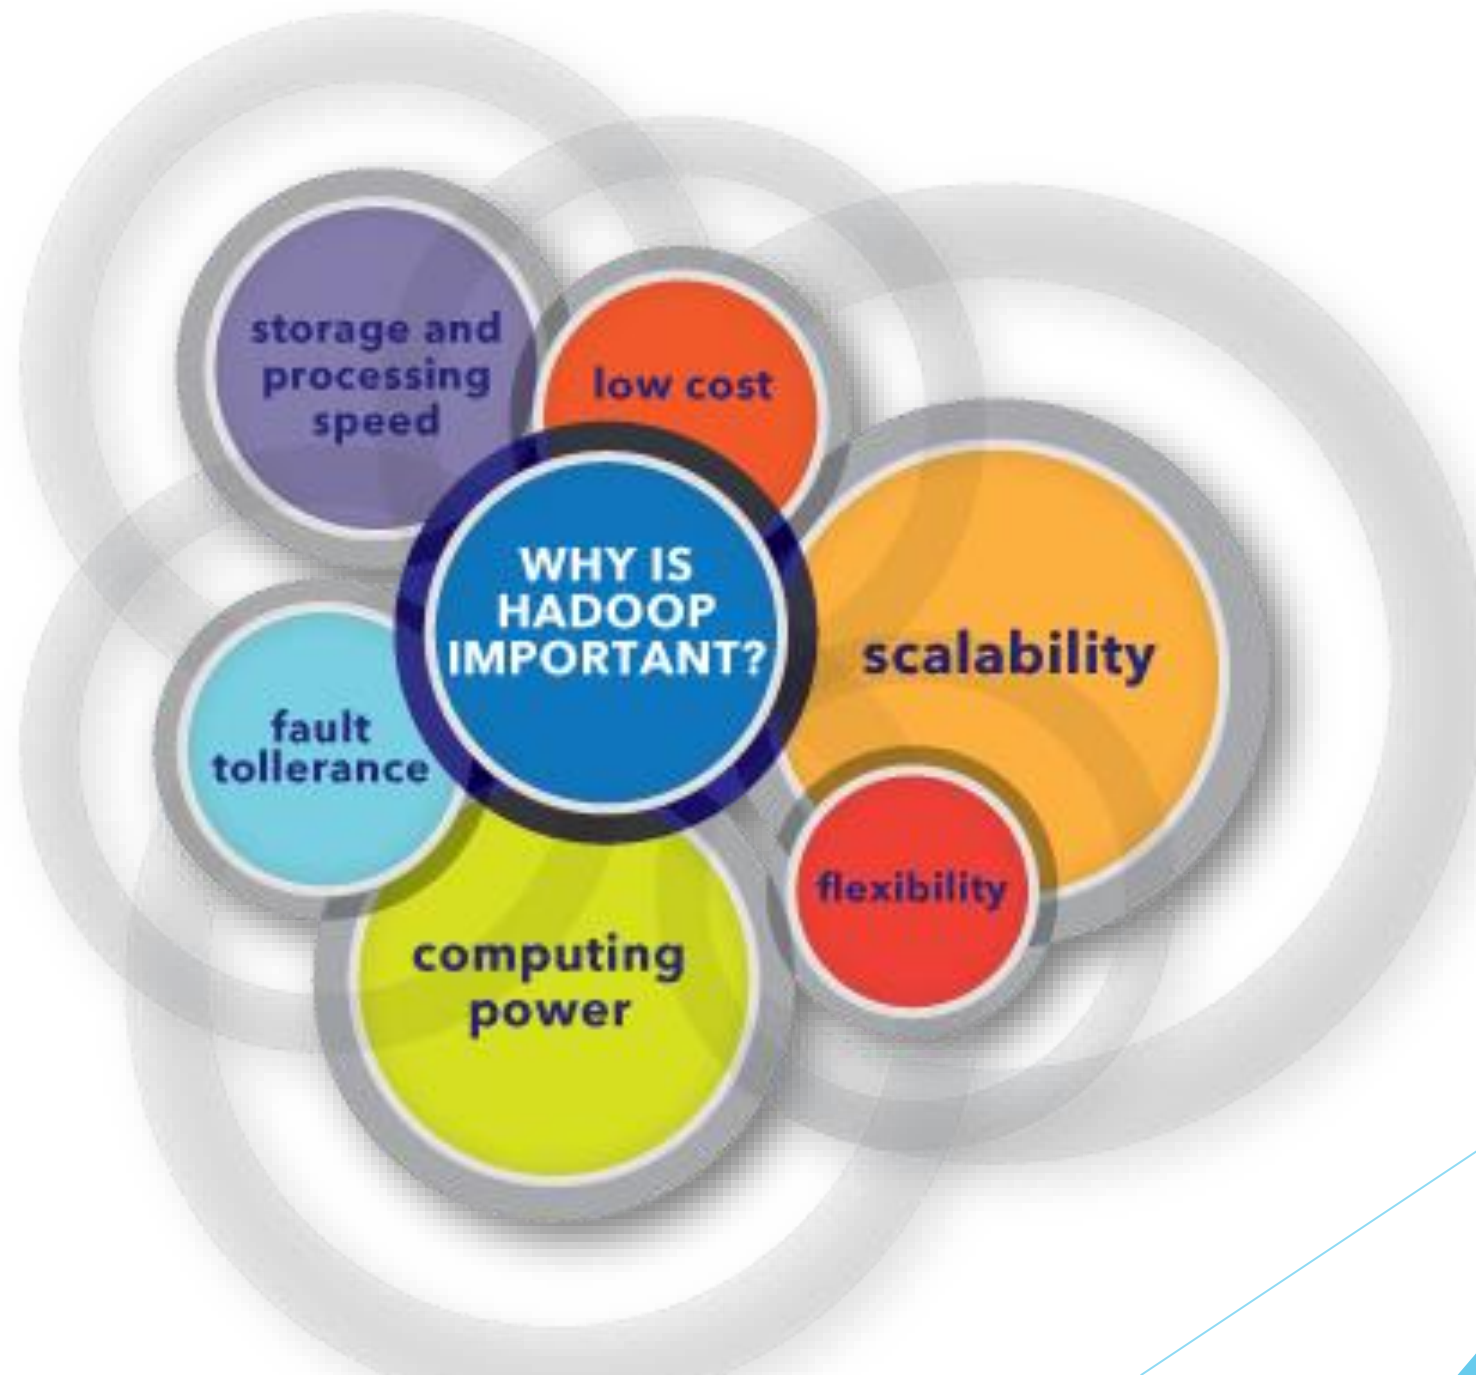 storage and
processing
speed
low cost
WHY IS
HADOOP
IMPORTANT?
scalability
fault
tollerance
flexibility
computing
power